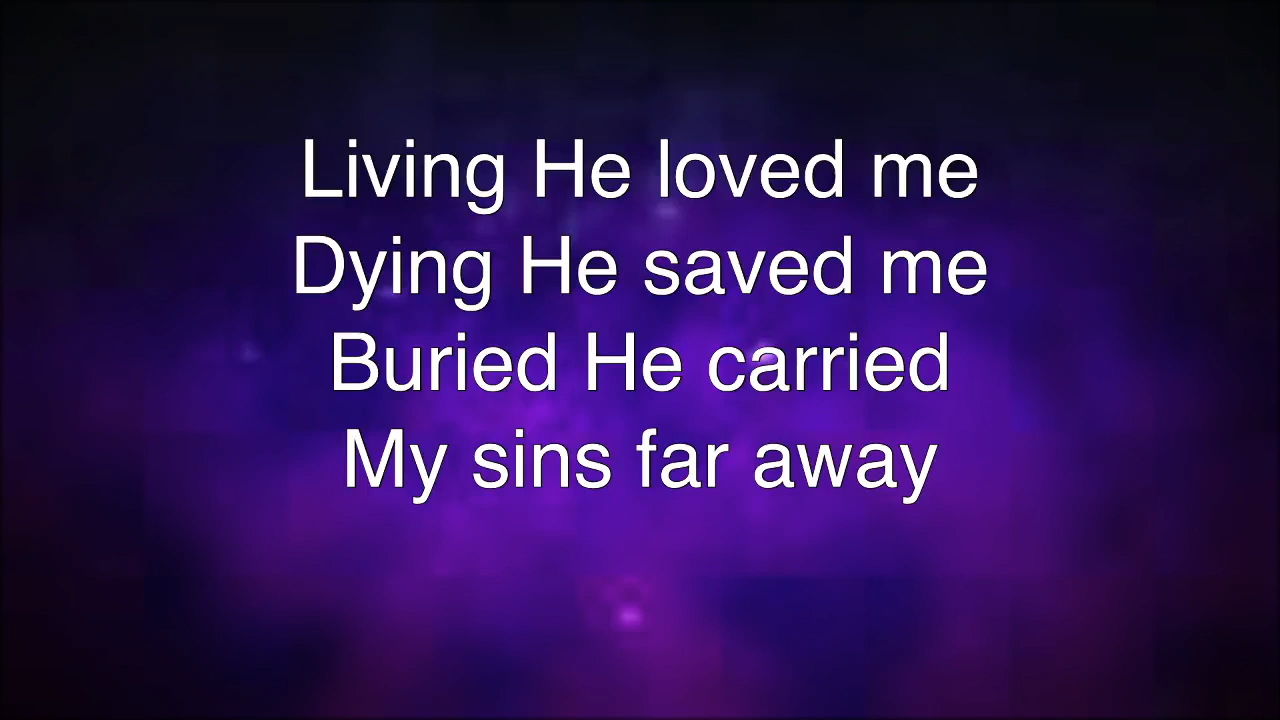 Living He loved me
Dying He saved me
Buried He carried
My sins far away